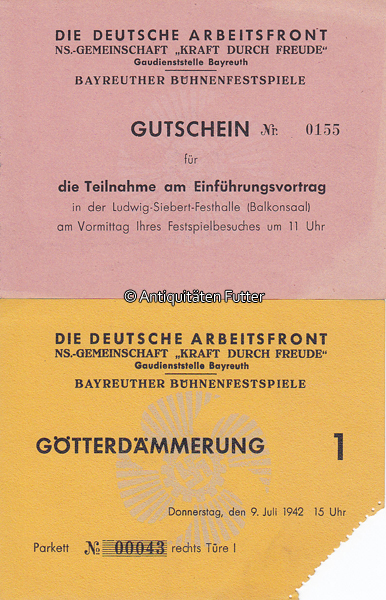 DIE DEUTSCHE ARBEITSFRONT
NS.-GEMEINSCHAFT „KRAFT DURCH FREUDE"
Gaudienststelle Bayreuth
BAYREUTHER BÜHNENFESTSPIELE
GUTSCHEIN Nr. 0155
für
die Teilnahme am Einführungsvortrag
in der Ludwig-Siebert-Festhalle (Balkonsaal)
am Vormittag Ihres Festspielbesuches um 11 Uhr
© Antiquitäten Futter
DIE DEUTSCHE ARBEITSFRONT
NS.-GEMEINSCHAFT „KRAFT DURCH FREUDE"
Gaudienststelle Bayreuth
BAYREUTHER BÜHNENFESTSPIELE
GÖTTERDÄMMERUNG 1
Donnerstag, den 9. Juli 1942 15 Uhr
Parkett № 00043 rechts Türe I